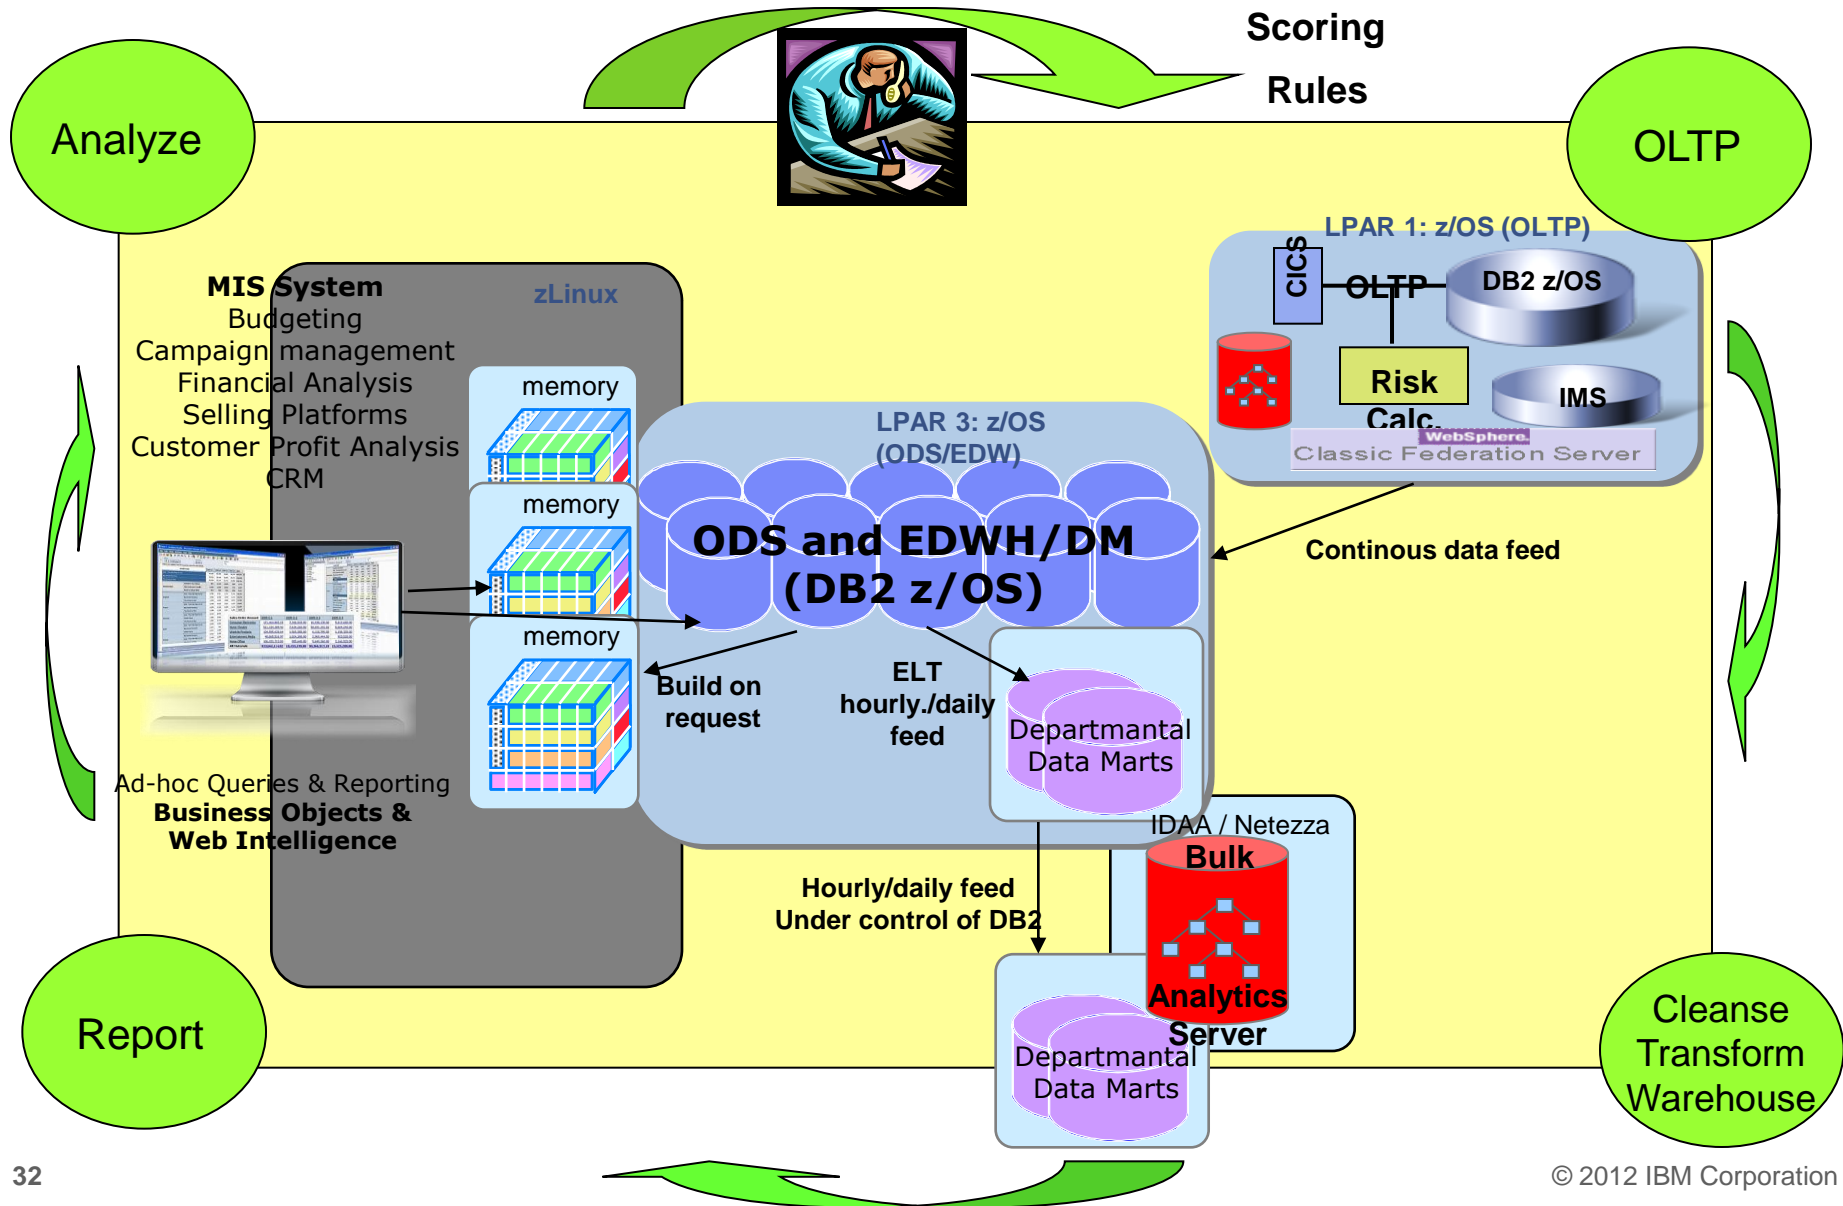 Scoring
Rules
Analyze
OLTP
LPAR 1: z/OS (OLTP)
CICS
OLTP
DB2 z/OS
Risk
Calc.
IMS
WebSphere.
Classic Federation Server
MIS System
Budgeting
Campaign management
Financial Analysis
Selling Platforms
Customer Profit Analysis
CRM
zLinux
memory
memory
memory
LPAR 3: z/OS
(ODS/EDW)
ODS and EDWH/DM
(DB2 z/OS)
Continous data feed
Build on
request
ELT
hourly./daily
feed
Departmantal
Data Marts
Ad-hoc Queries & Reporting
Business Objects &
Web Intelligence
IDAA / Netezza
Bulk
Analytics
Server
Hourly/daily feed
Under control of DB2
Departmantal
Data Marts
Report
Cleanse
Transform
Warehouse
32
© 2012 IBM Corporation